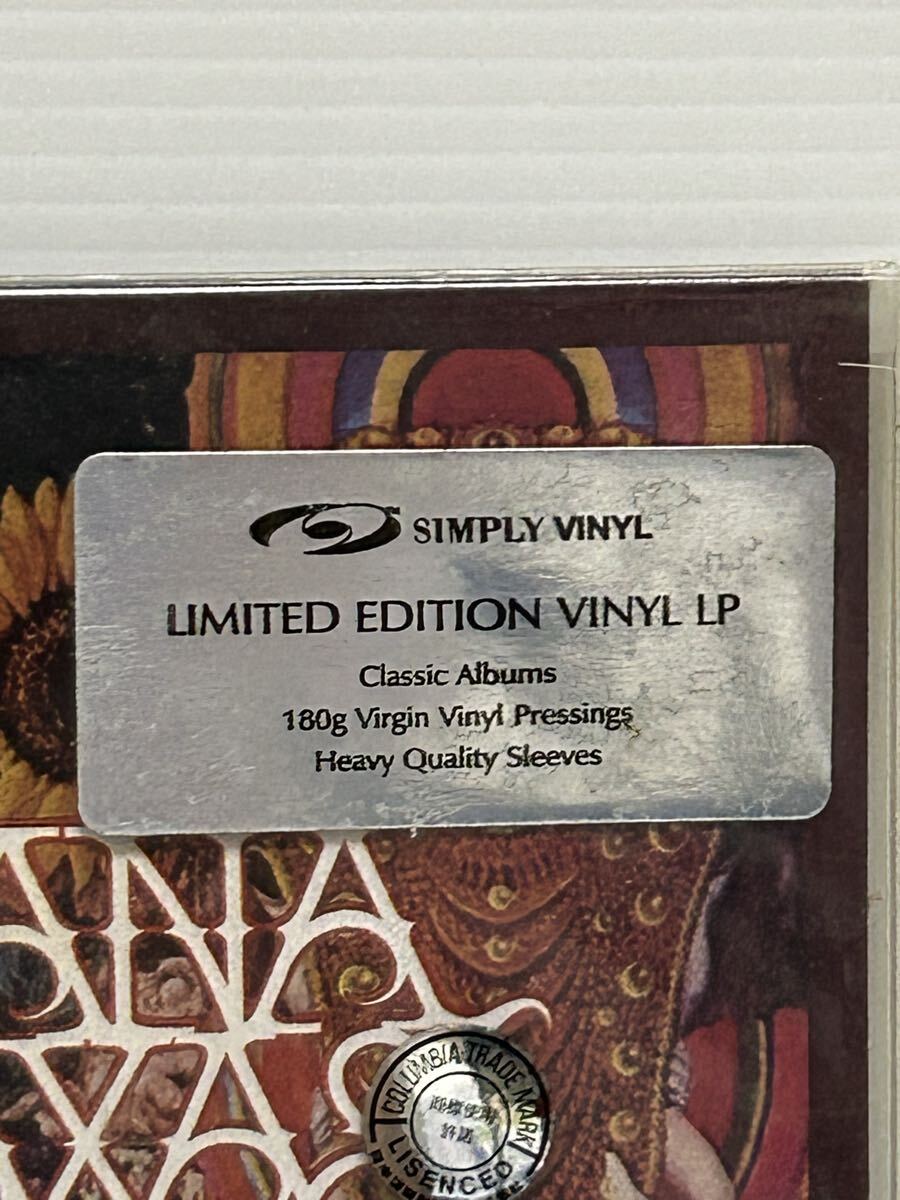 SIMPLY VINYL
LIMITED EDITION VINYL LP
Classic Albums
180g Virgin Vinyl Pressings
Heavy Quality Sleeves
ANA
COLUMBIA TRADE MARK
LISENCED